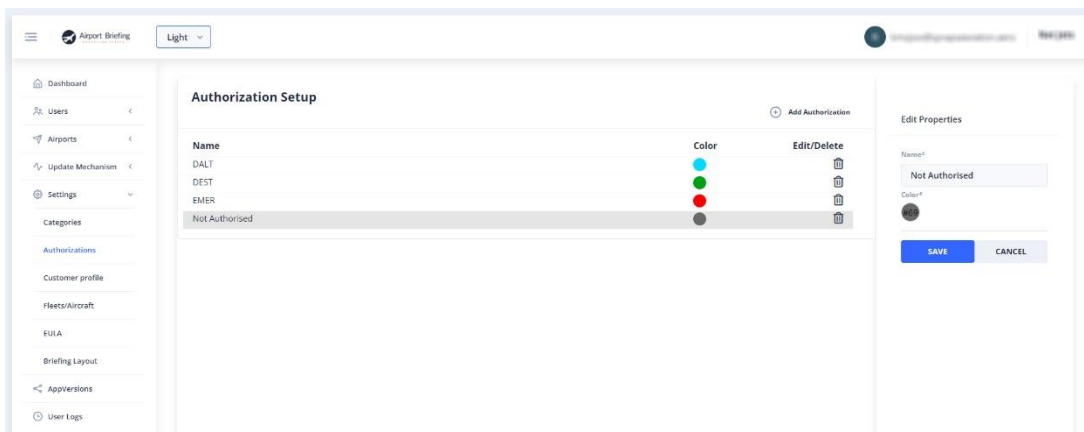 Airport Briefing
Light
Dashboard
Users
Airports
Update Mechanism
Settings
Categories
Authorizations
Customer profile
Fleets/Aircraft
EULA
Briefing Layout
AppVersions
User Logs
Authorization Setup
Add Authorization
Name Color Edit/Delete
DALT
DEST
EMER
Not Authorised
Edit Properties
Name*
Not Authorised
Color*
#69
SAVE CANCEL